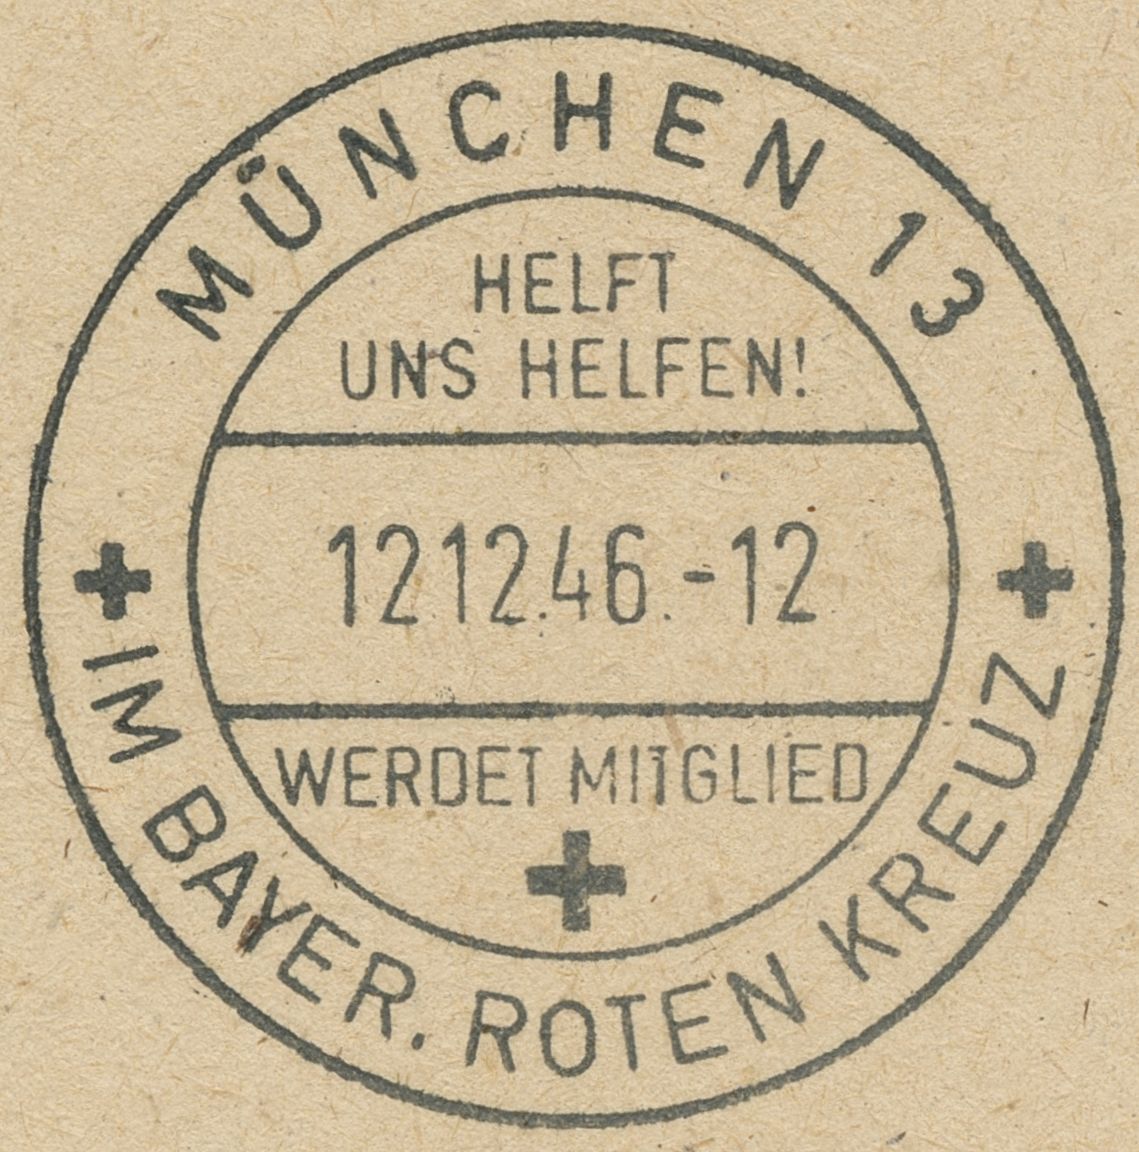 MÜNCHEN 13
HELFT
UNS HELFEN!
12.12.46.-12
WERDET MITGLIED
IM BAYER. ROTEN KREUZ